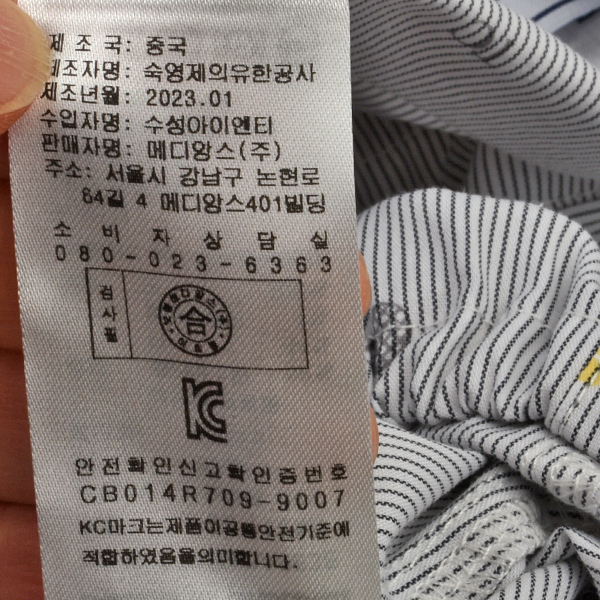 제 조 국: 중국
제조자명: 숙영제의유한공사
제조년월: 2023.01
수입자명: 수성아이엔티
판매자명: 메디앙스(주)
주소: 서울시 강남구 논현로
64길 4 메디앙스401빌딩
소 비 자 상 담 실
080-023-6363
검사필
合
KC
안전확인신고확인증번호
CB014R709-9007
KC마크는제품이공통안전기준에
적합하였음을의미합니다.